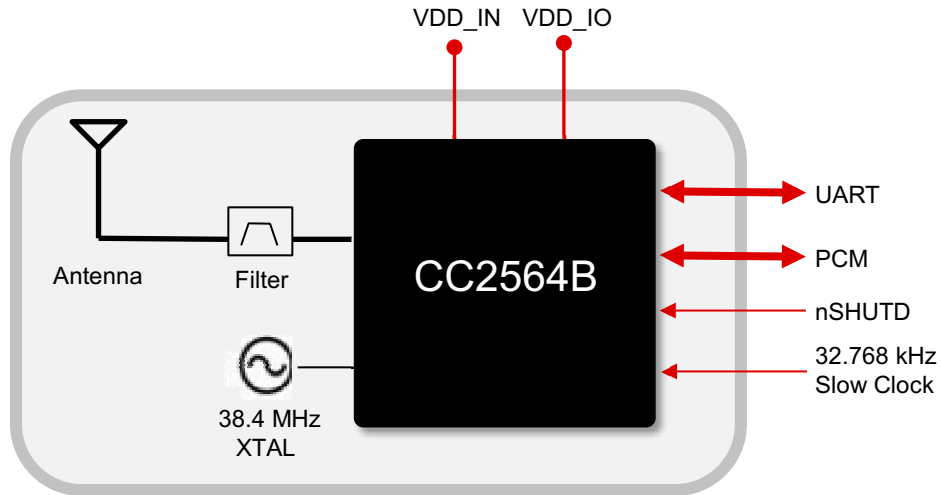 VDD_IN
VDD_IO
UART
PCM
nSHUTD
32.768 kHz
Slow Clock
CC2564B
Antenna
Filter
38.4 MHz
XTAL